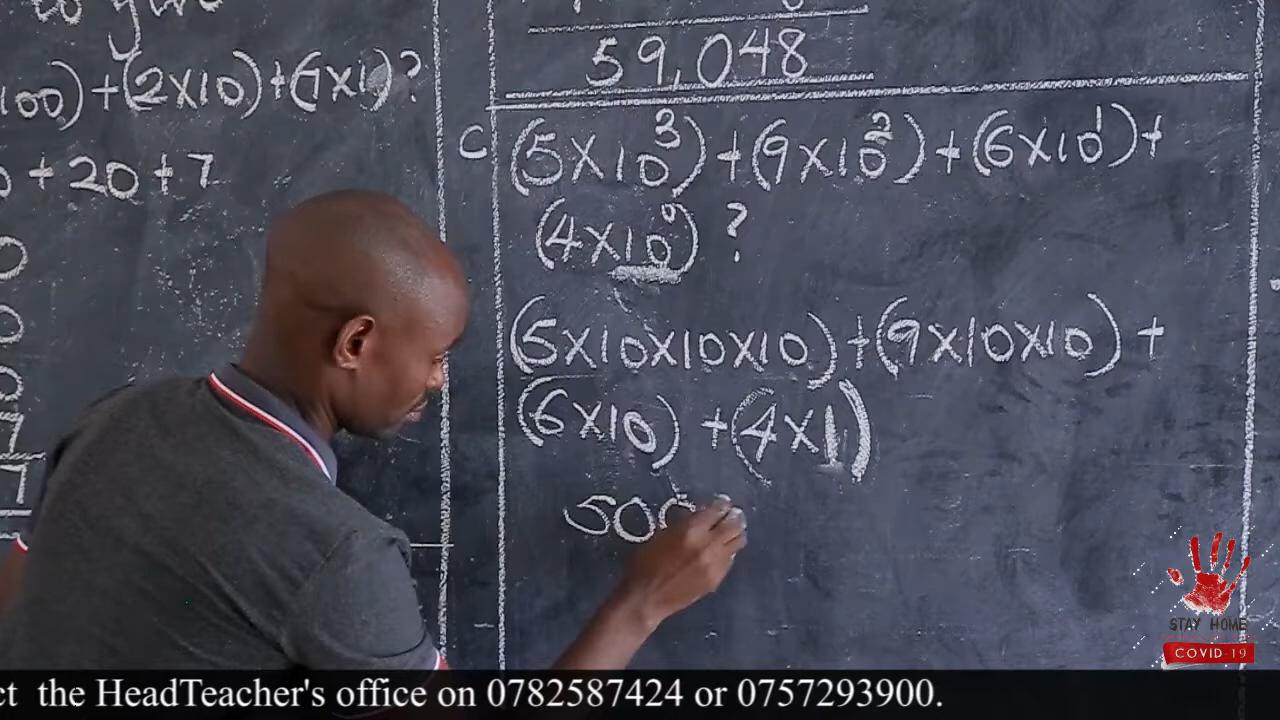 100)+(2X10)+(7X1)?
+20+7
59,048
C (5X10³)+(9X10²)+(6X10¹)+
(4X10⁰) ?
(5X10X10X10)+(9X10X10)+
(6X10)+(4X1)
500
STAY HOME
COVID-19
the HeadTeacher's office on 0782587424 or 0757293900.